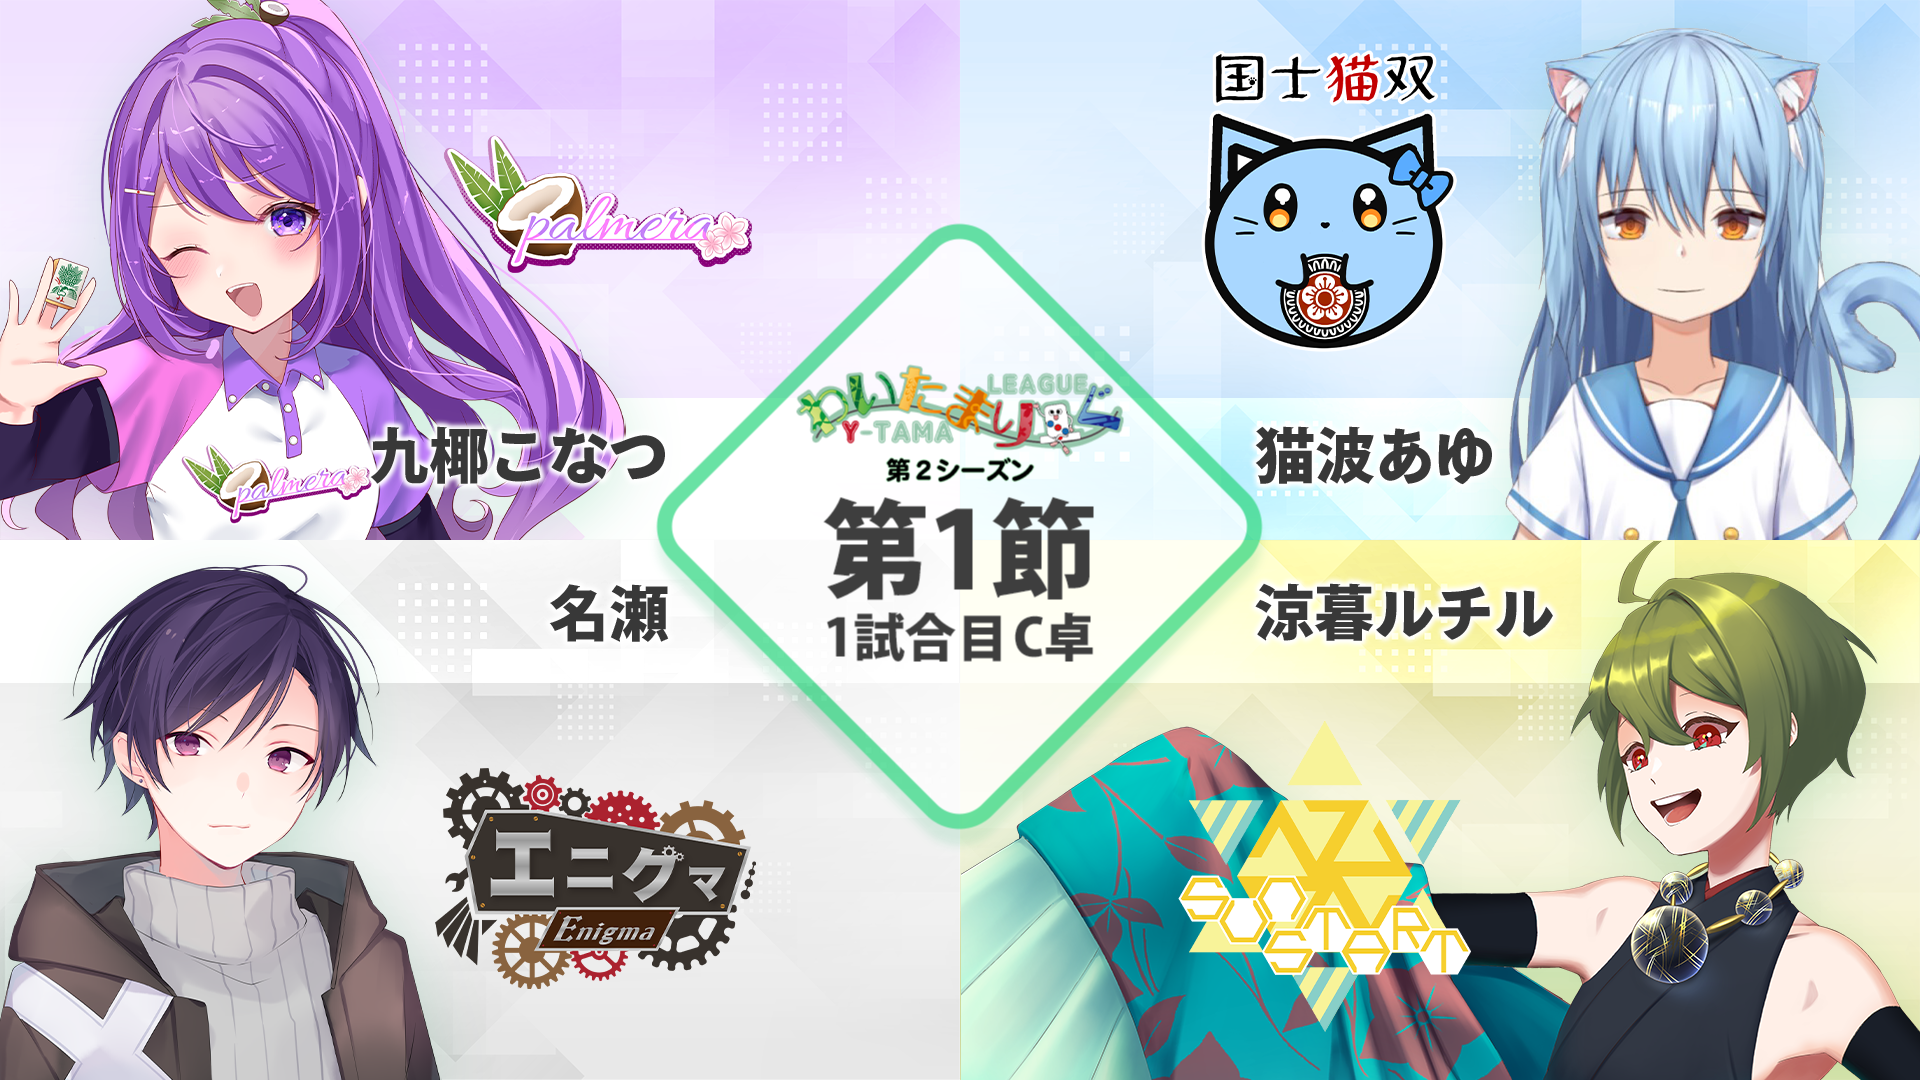 palmera
palmera
九椰こなつ
国士猫双
猫波あゆ
わいたまりーぐ
LEAGUE
Y-TAMA
第2シーズン
第1節
1試合目 C卓
名瀬
エニグマ
Enigma
涼暮ルチル
SUO
START